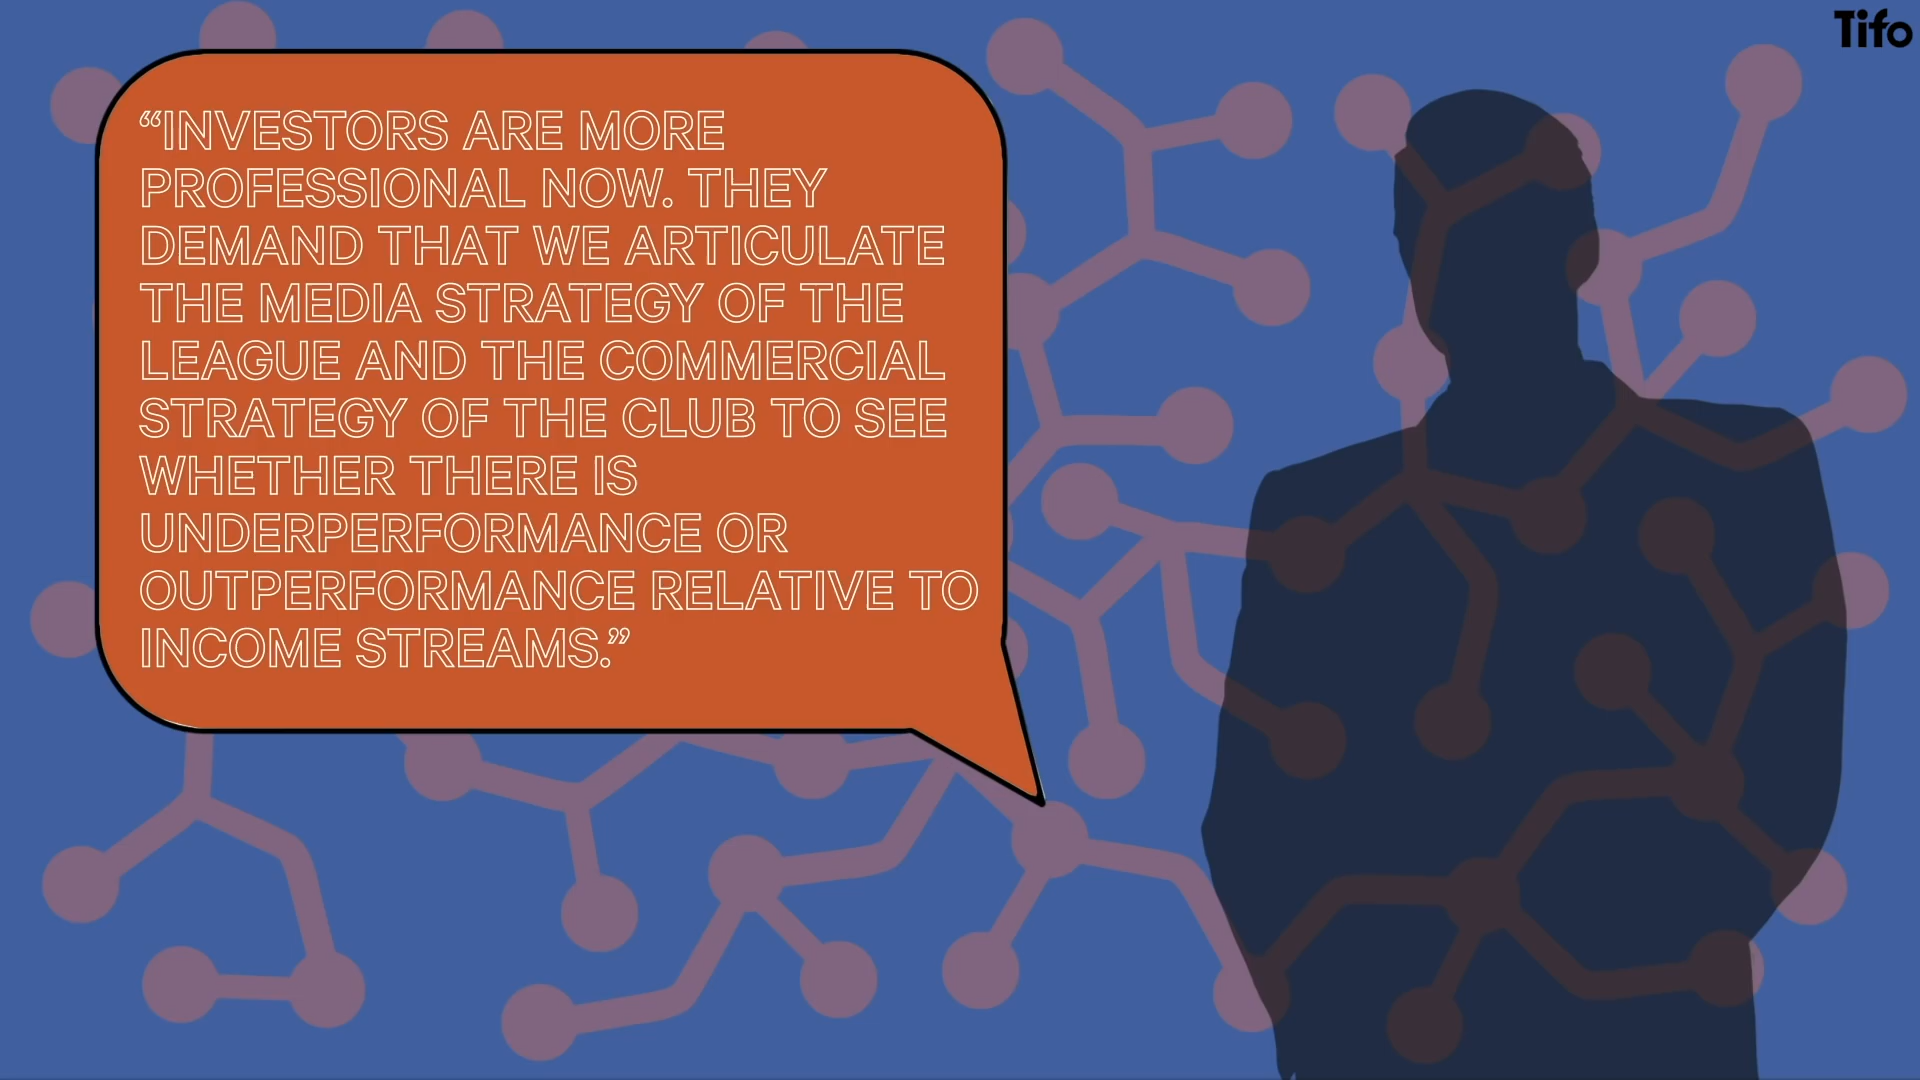 Tifo
“INVESTORS ARE MORE
PROFESSIONAL NOW. THEY
DEMAND THAT WE ARTICULATE
THE MEDIA STRATEGY OF THE
LEAGUE AND THE COMMERCIAL
STRATEGY OF THE CLUB TO SEE
WHETHER THERE IS
UNDERPERFORMANCE OR
OUTPERFORMANCE RELATIVE TO
INCOME STREAMS.”